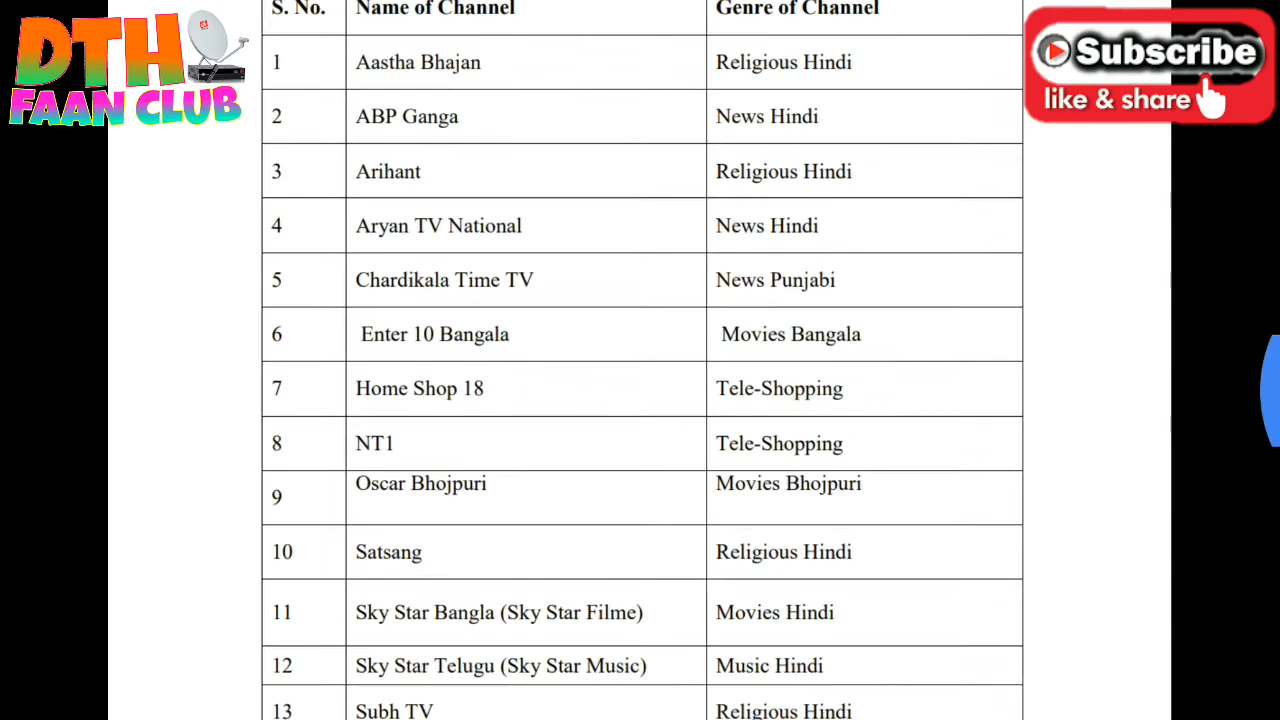 DTH
FAAN CLUB
Subscribe
like & share
S. No. Name of Channel Genre of Channel
1 Aastha Bhajan Religious Hindi
2 ABP Ganga News Hindi
3 Arihant Religious Hindi
4 Aryan TV National News Hindi
5 Chardikala Time TV News Punjabi
6 Enter 10 Bangala Movies Bangala
7 Home Shop 18 Tele-Shopping
8 NT1 Tele-Shopping
9 Oscar Bhojpuri Movies Bhojpuri
10 Satsang Religious Hindi
11 Sky Star Bangla (Sky Star Filme) Movies Hindi
12 Sky Star Telugu (Sky Star Music) Music Hindi
13 Subh TV Religious Hindi